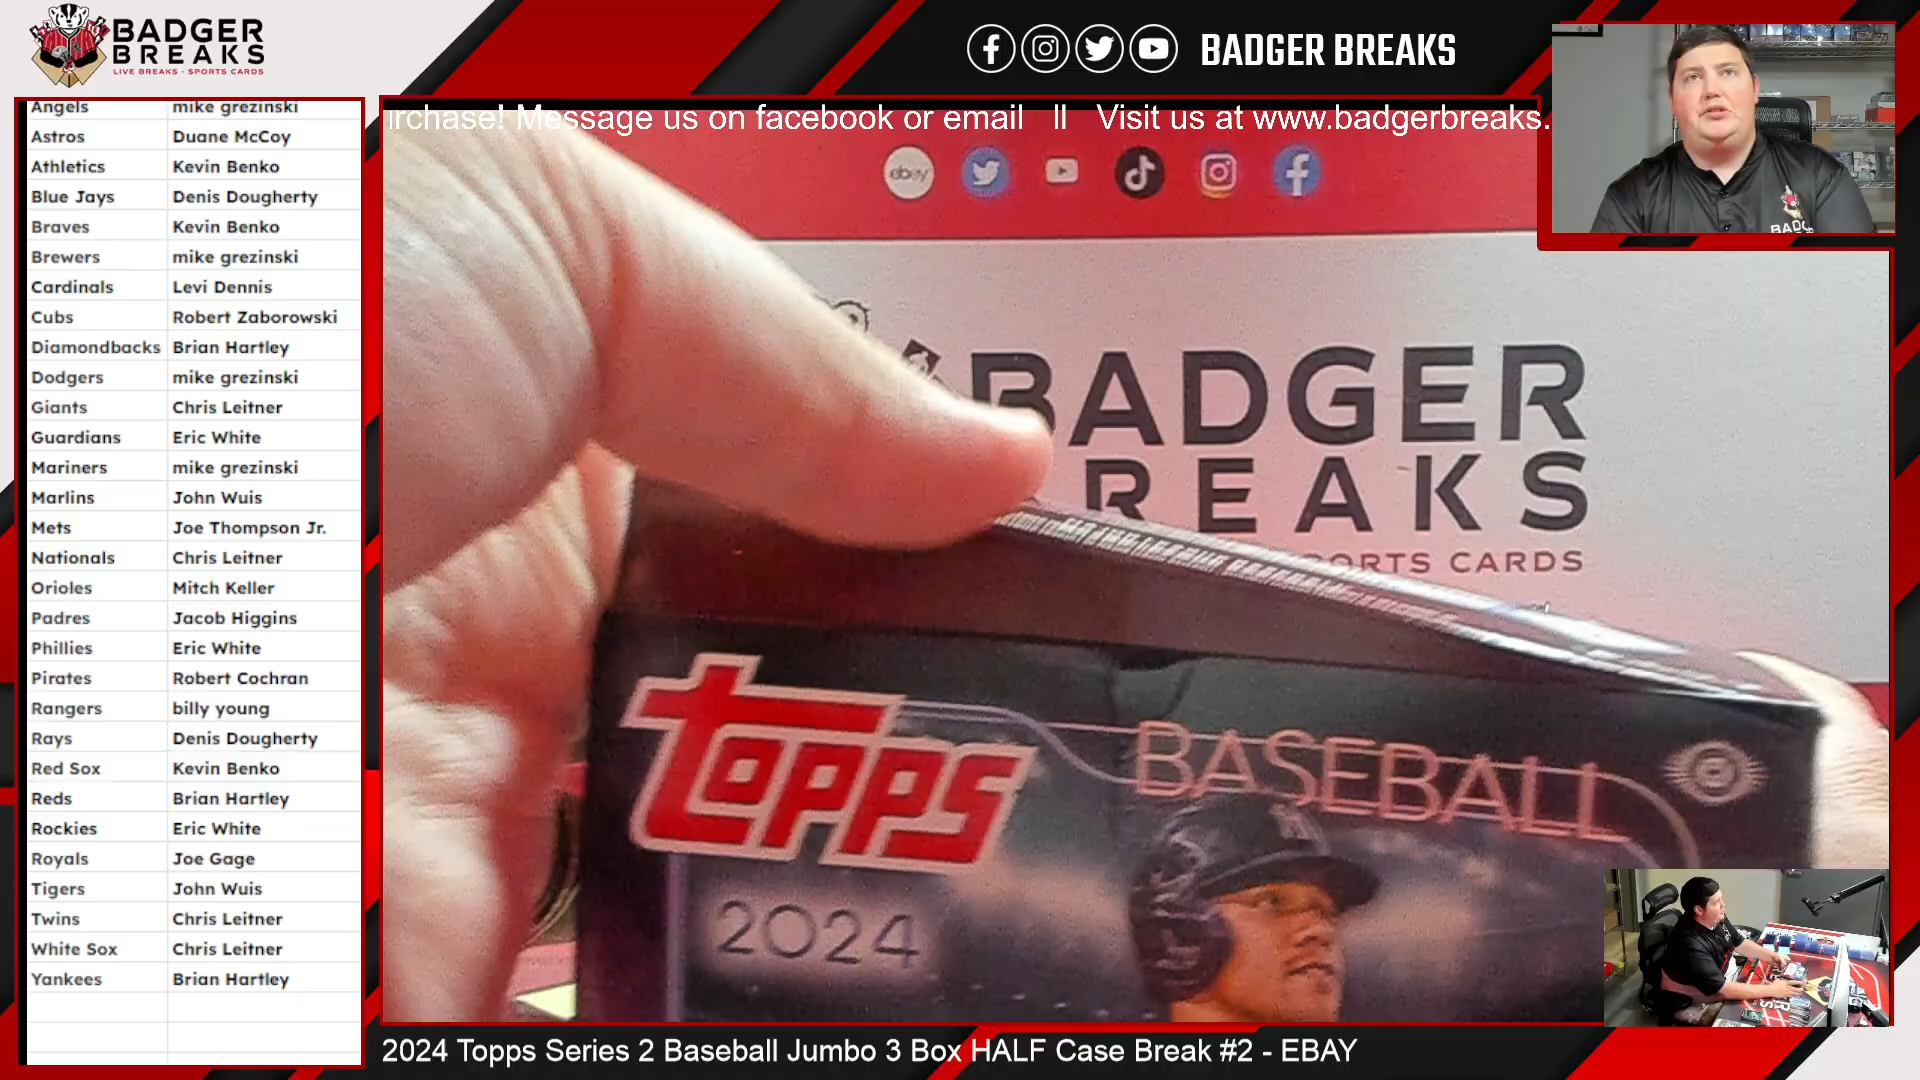 BADGER
BREAKS
LIVE BREAKS - SPORTS CARDS
BADGER BREAKS
rchase! Message us on facebook or email ll Visit us at www.badgerbreaks.
Angels mike grezinski
Astros Duane McCoy
Athletics Kevin Benko
Blue Jays Denis Dougherty
Braves Kevin Benko
Brewers mike grezinski
Cardinals Levi Dennis
Cubs Robert Zaborowski
Diamondbacks Brian Hartley
Dodgers mike grezinski
Giants Chris Leitner
Guardians Eric White
Mariners mike grezinski
Marlins John Wuis
Mets Joe Thompson Jr.
Nationals Chris Leitner
Orioles Mitch Keller
Padres Jacob Higgins
Phillies Eric White
Pirates Robert Cochran
Rangers billy young
Rays Denis Dougherty
Red Sox Kevin Benko
Reds Brian Hartley
Rockies Eric White
Royals Joe Gage
Tigers John Wuis
Twins Chris Leitner
White Sox Chris Leitner
Yankees Brian Hartley
ebay
BADGER
BREAKS
SPORTS CARDS
topps
BASEBALL
2024
BADG
2024 Topps Series 2 Baseball Jumbo 3 Box HALF Case Break #2 - EBAY